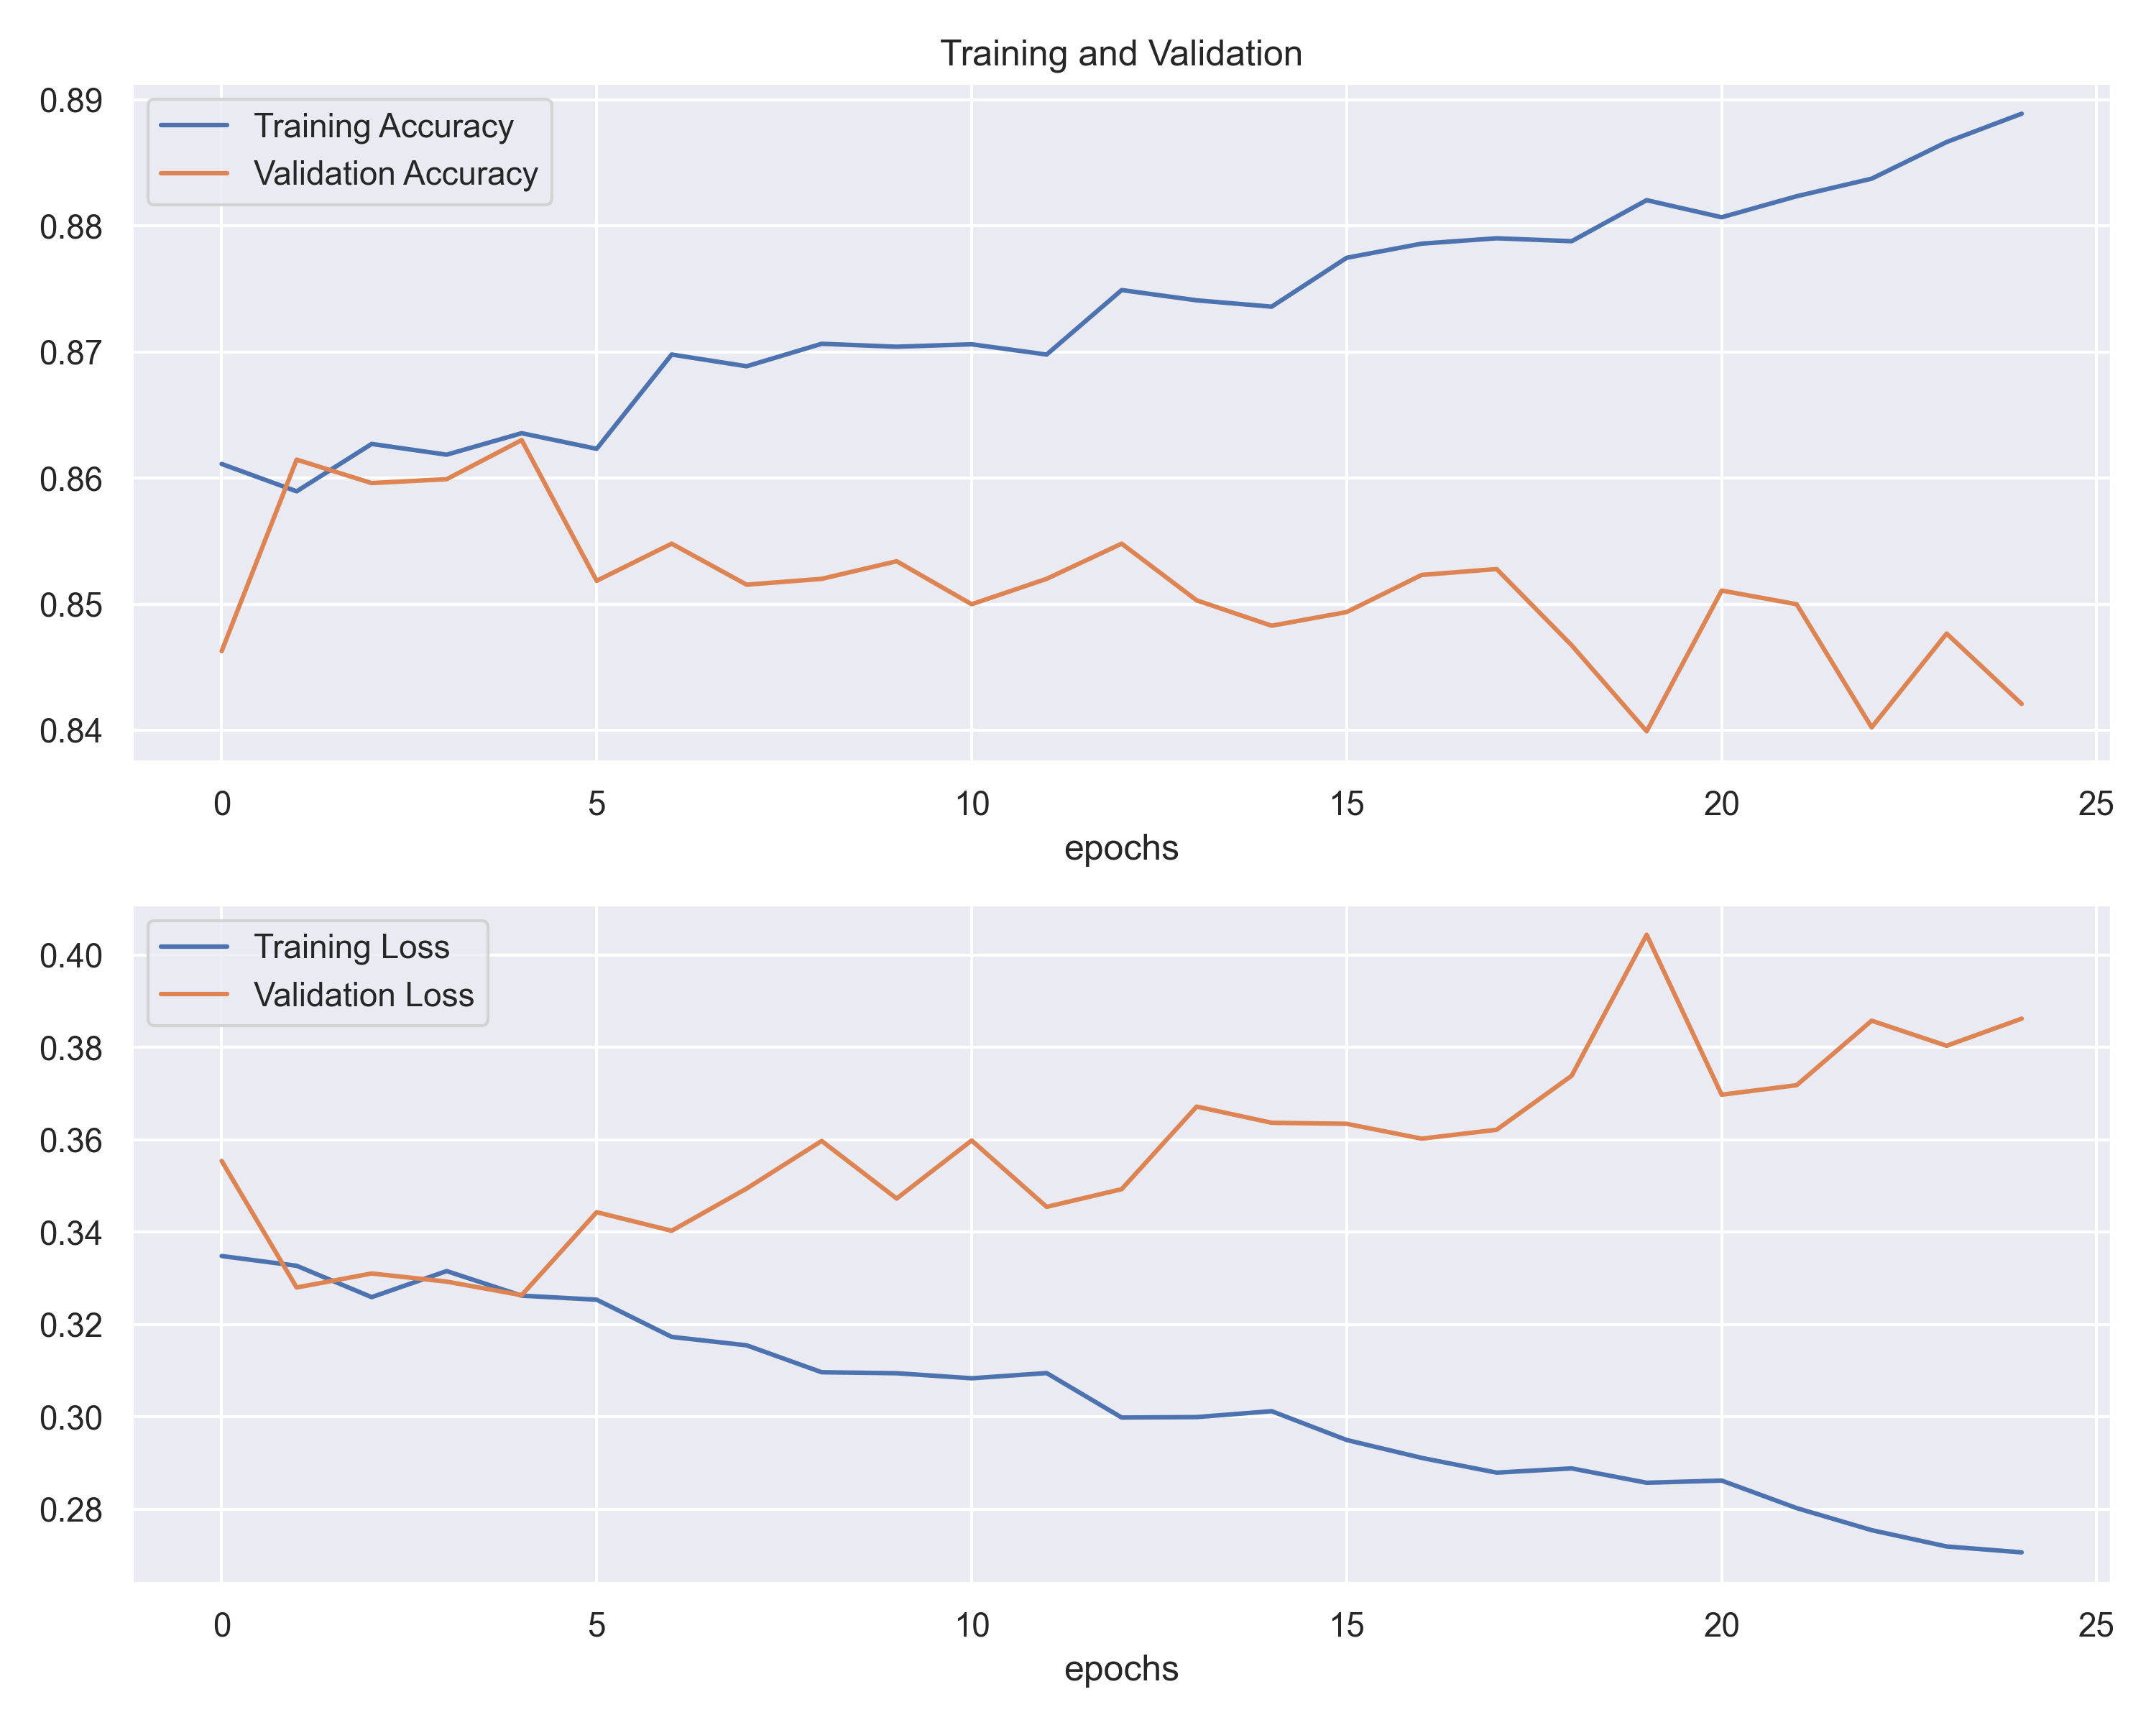 Training and Validation
0.89
0.88
0.87
0.86
0.85
0.84
Training Accuracy
Validation Accuracy
0 5 10 15 20 25
epochs
0.40
0.38
0.36
0.34
0.32
0.30
0.28
Training Loss
Validation Loss
0 5 10 15 20 25
epochs